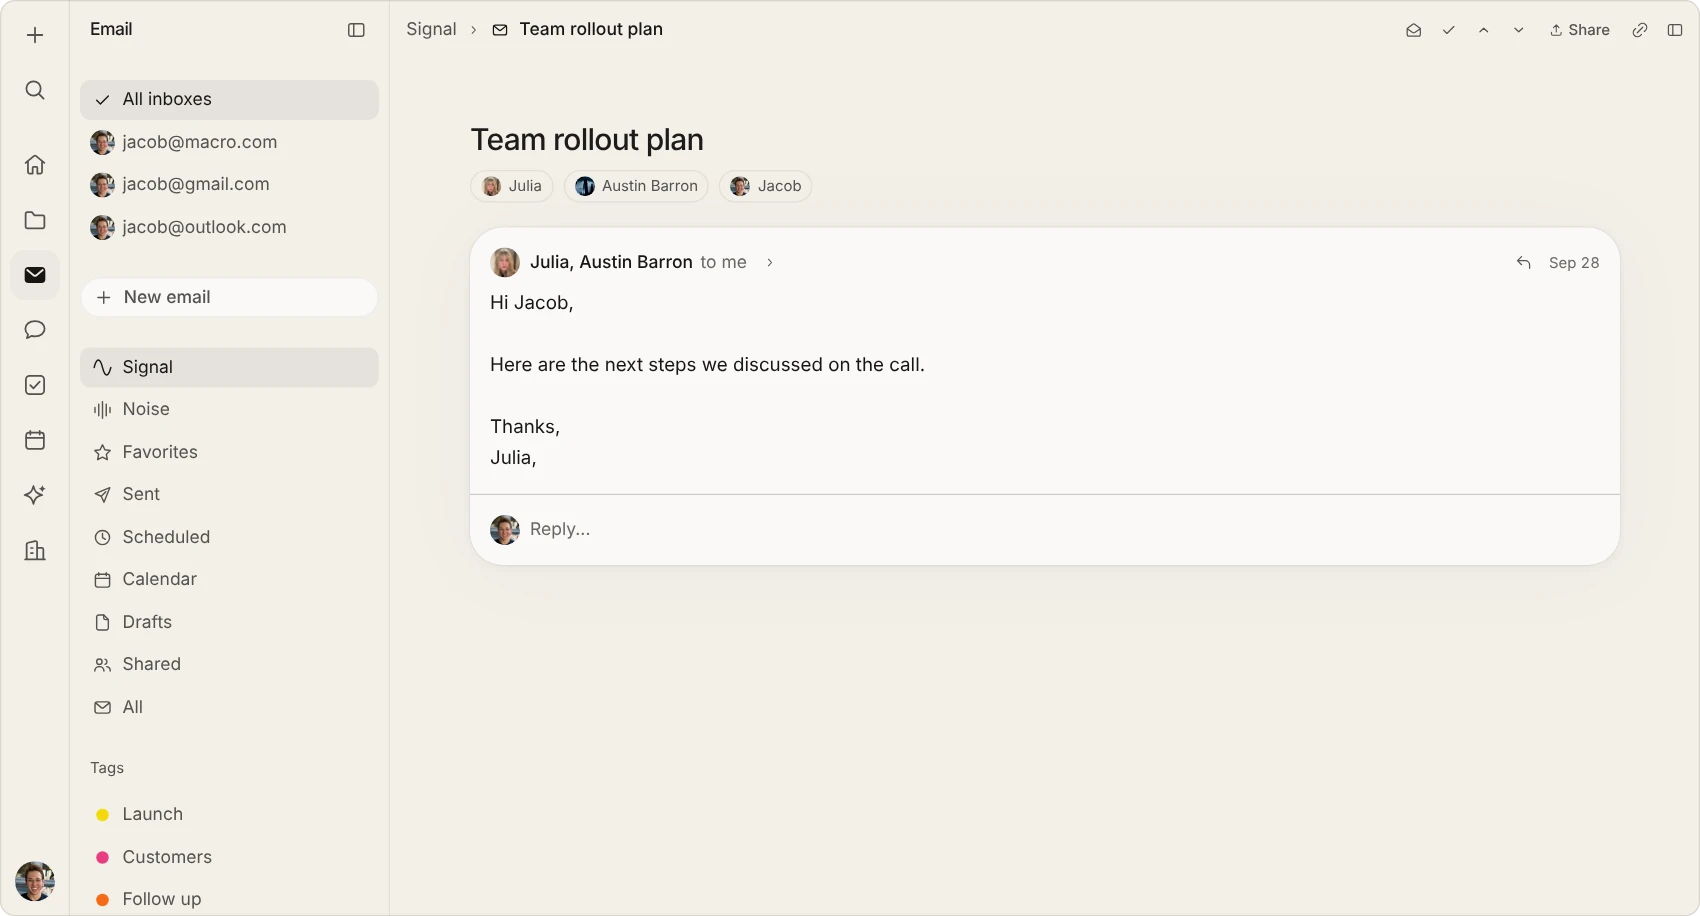 Email
All inboxes
jacob@macro.com
jacob@gmail.com
jacob@outlook.com
New email
Signal
Noise
Favorites
Sent
Scheduled
Calendar
Drafts
Shared
All
Tags
Launch
Customers
Follow up
Signal > Team rollout plan
Share
Team rollout plan
Julia Austin Barron Jacob
Julia, Austin Barron to me > Sep 28
Hi Jacob,
Here are the next steps we discussed on the call.
Thanks,
Julia,
Reply...